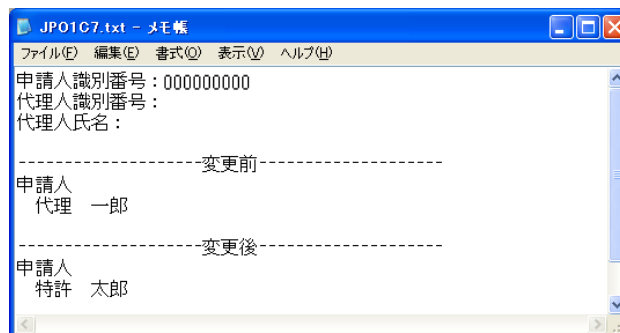 JPO1C7.txt - メモ帳
ファイル(F) 編集(E) 書式(O) 表示(V) ヘルプ(H)
申請人識別番号：000000000
代理人識別番号：
代理人氏名：
--------------------変更前--------------------
申請人
　代理　一郎
--------------------変更後--------------------
申請人
　特許　太郎